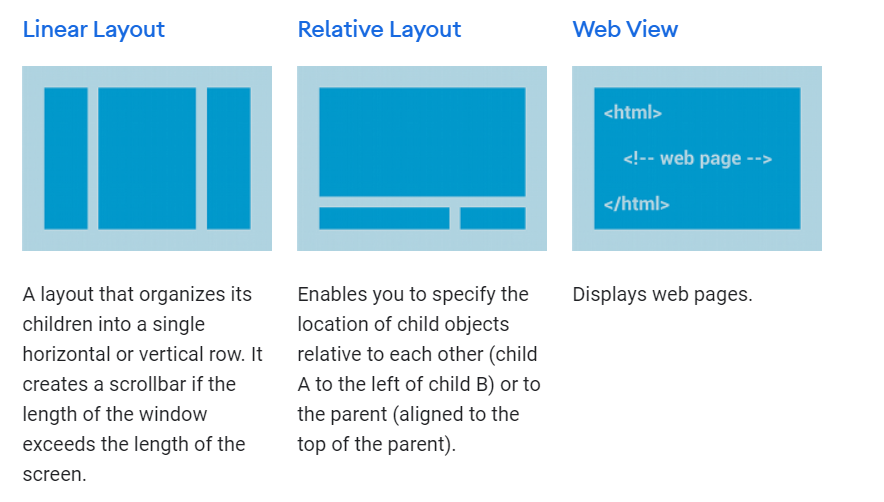 Linear Layout
A layout that organizes its
children into a single
horizontal or vertical row. It
creates a scrollbar if the
length of the window
exceeds the length of the
screen.
Relative Layout
Enables you to specify the
location of child objects
relative to each other (child
A to the left of child B) or to
the parent (aligned to the
top of the parent).
Web View
<html>
<!-- web page -->
</html>
Displays web pages.